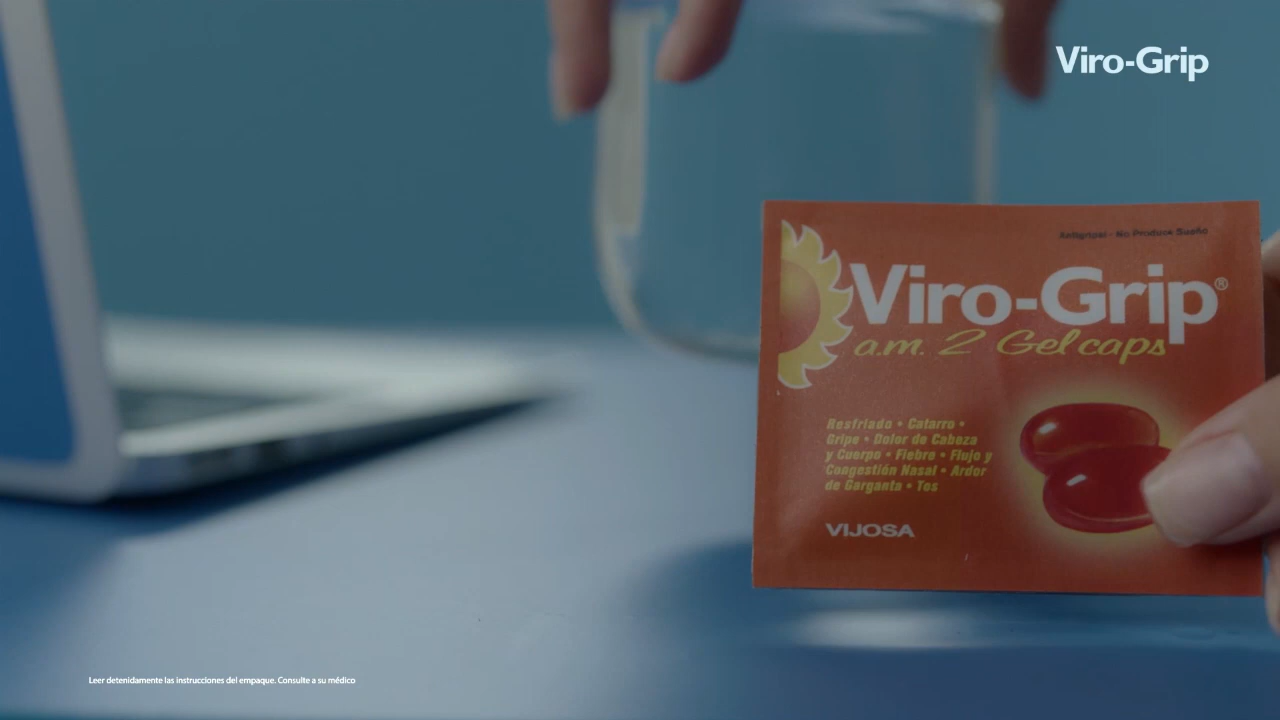 Viro-Grip
Antigripal - No Produce Sueño
Viro-Grip®
a.m. 2 Gel caps
Resfriado • Catarro •
Gripe • Dolor de Cabeza
y Cuerpo • Fiebre • Flujo y
Congestión Nasal • Ardor
de Garganta • Tos
VIJOSA
Leer detenidamente las instrucciones del empaque. Consulte a su médico